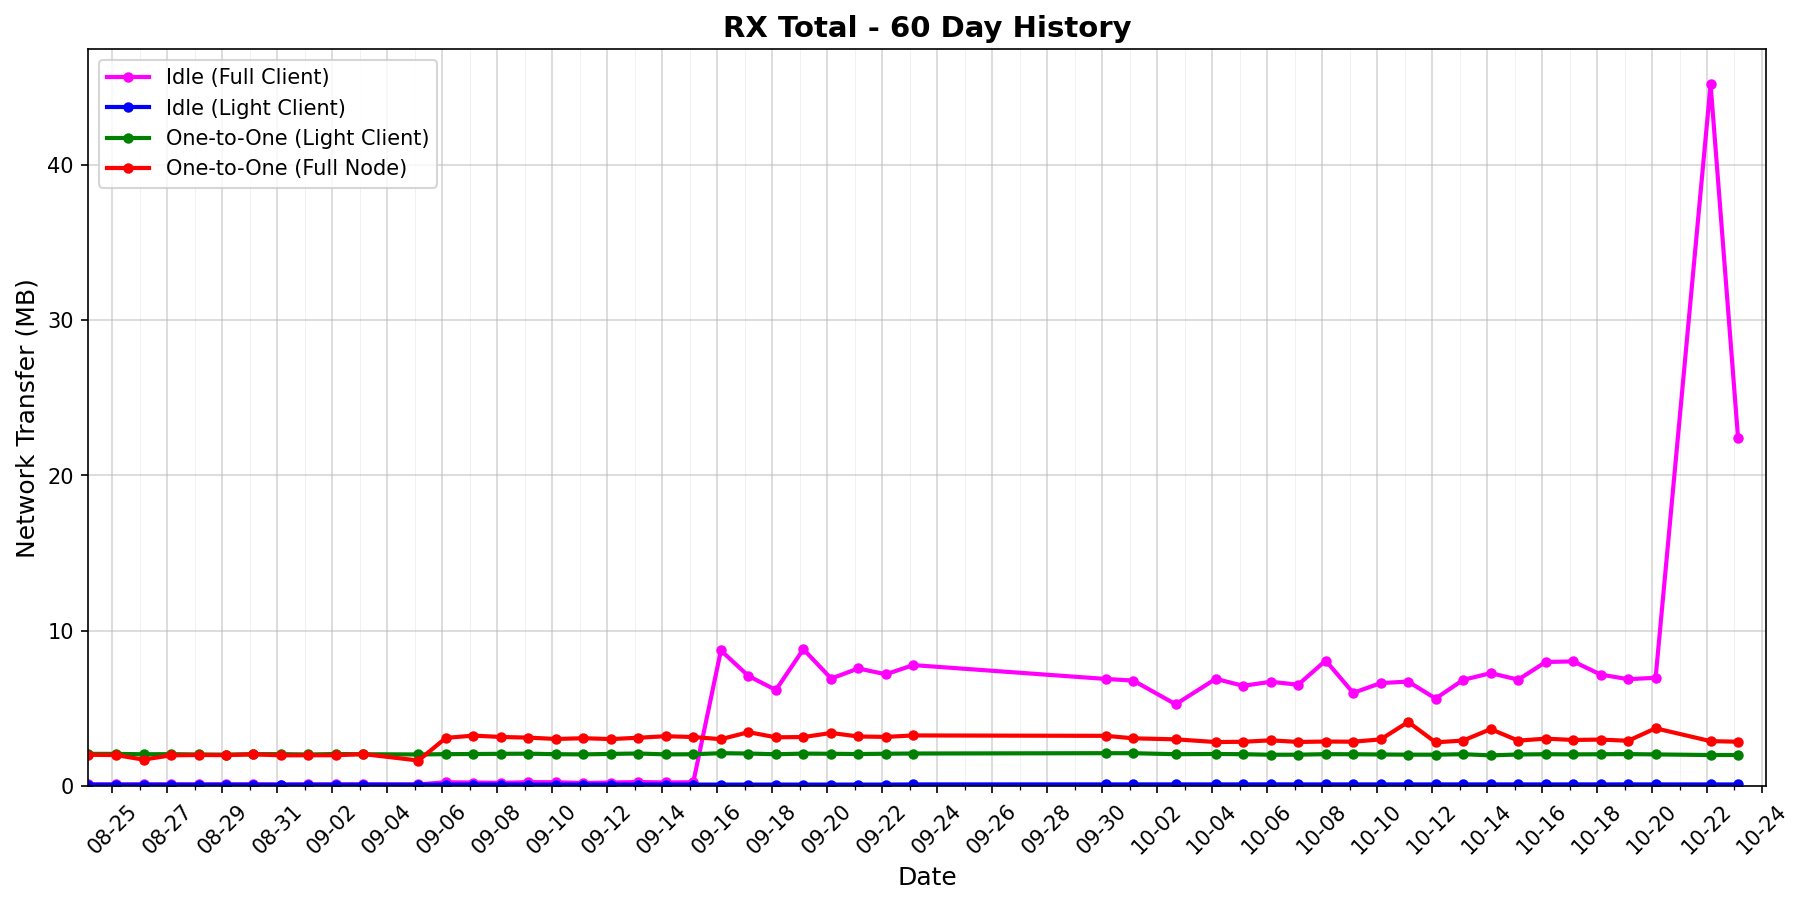 RX Total - 60 Day History
Idle (Full Client)
Idle (Light Client)
One-to-One (Light Client)
One-to-One (Full Node)
Network Transfer (MB)
40
30
20
10
0
08-25 08-27 08-29 08-31 09-02 09-04 09-06 09-08 09-10 09-12 09-14 09-16 09-18 09-20 09-22 09-24 09-26 09-28 09-30 10-02 10-04 10-06 10-08 10-10 10-12 10-14 10-16 10-18 10-20 10-22 10-24
Date